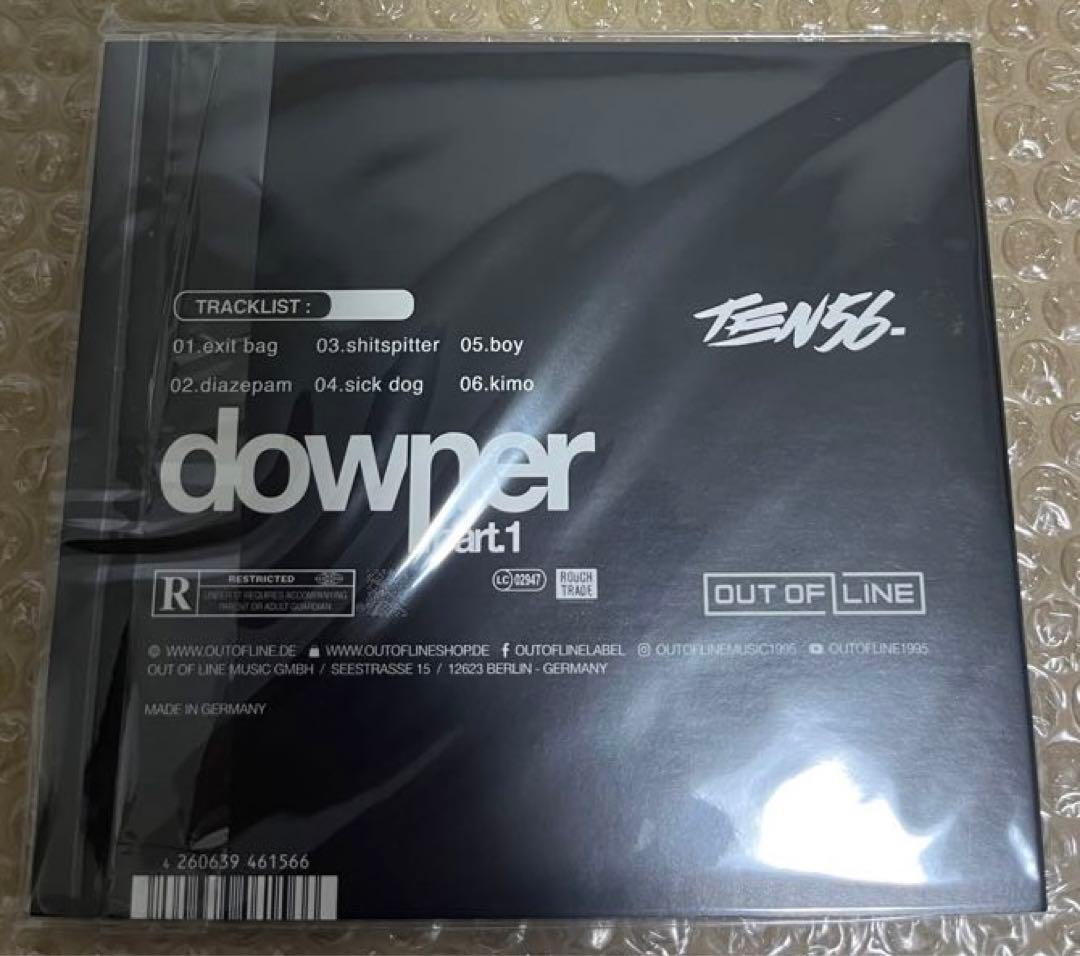 TRACKLIST :
01.exit bag 03.shitspitter 05.boy
02.diazepam 04.sick dog 06.kimo
TEN56-
downer
part.1
R RESTRICTED
UNDER 17 REQUIRES ACCOMPANYING
PARENT OR ADULT GUARDIAN
LC 02947
ROUGH
TRADE
OUT OF LINE
WWW.OUTOFLINE.DE WWW.OUTOFLINESHOP.DE OUTOFLINELABEL OUTOFLINEMUSIC1995 OUTOFLINE1995
OUT OF LINE MUSIC GMBH / SEESTRASSE 15 / 12623 BERLIN - GERMANY
MADE IN GERMANY
4 260639 461566